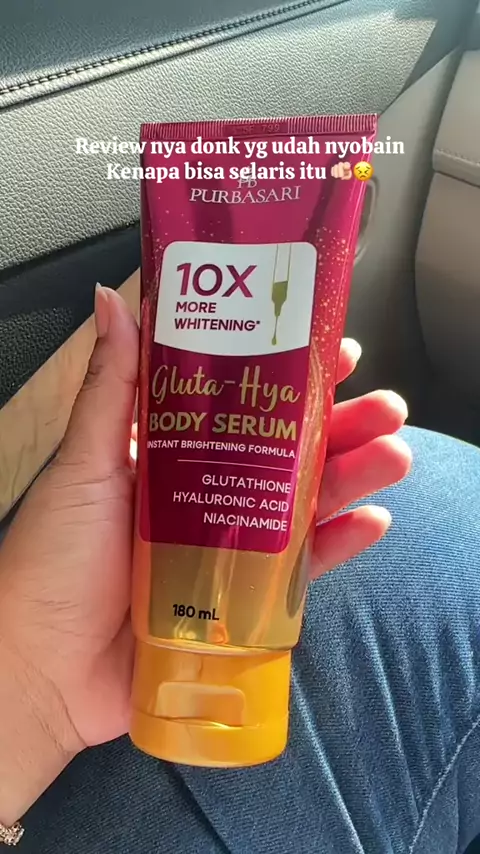 Review nya donk yg udah nyobain
Kenapa bisa selaris itu 🫵🏻😣
PB
PURBASARI
10X
MORE
WHITENING*
Gluta-Hya
BODY SERUM
INSTANT BRIGHTENING FORMULA
GLUTATHIONE
HYALURONIC ACID
NIACINAMIDE
180 mL